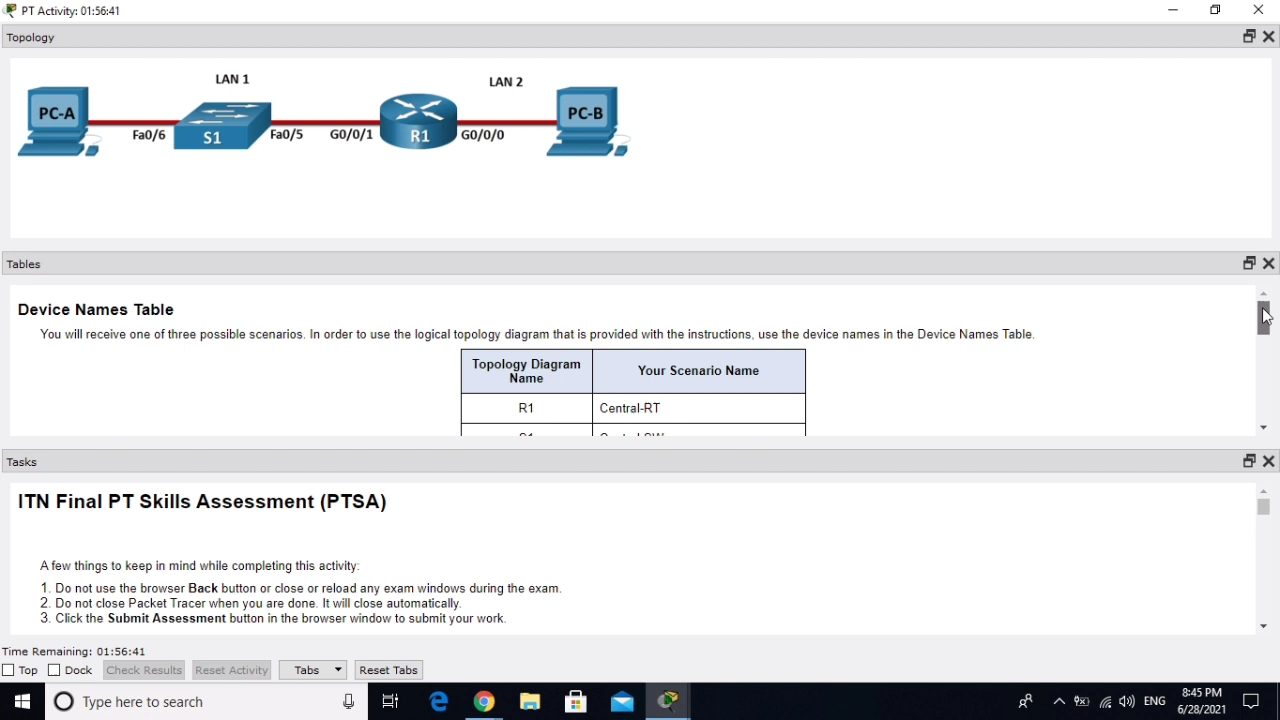 PT Activity: 01:56:41
Topology
LAN 1
LAN 2
PC-A
Fa0/6
S1
Fa0/5
G0/0/1
R1
G0/0/0
PC-B
Tables
Device Names Table
You will receive one of three possible scenarios. In order to use the logical topology diagram that is provided with the instructions, use the device names in the Device Names Table.
Topology Diagram
Name
Your Scenario Name
R1
Central-RT
Tasks
ITN Final PT Skills Assessment (PTSA)
A few things to keep in mind while completing this activity:
1. Do not use the browser Back button or close or reload any exam windows during the exam.
2. Do not close Packet Tracer when you are done. It will close automatically.
3. Click the Submit Assessment button in the browser window to submit your work.
Time Remaining: 01:56:41
Top
Dock
Check Results
Reset Activity
Tabs
Reset Tabs
Type here to search
ENG
8:45 PM
6/28/2021